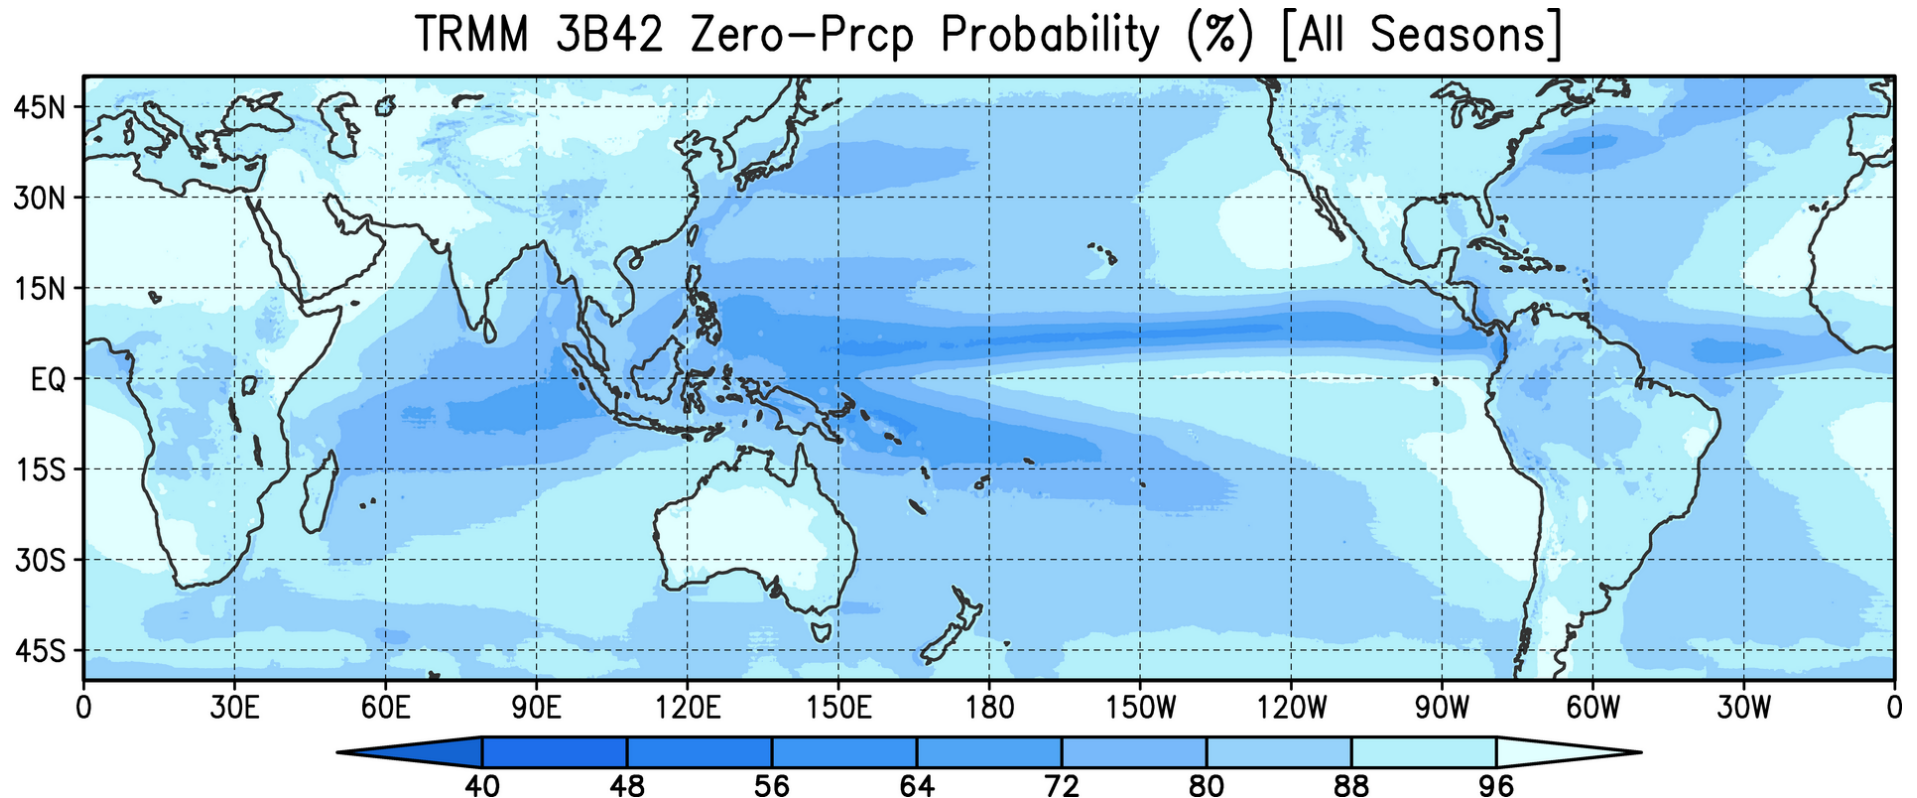 TRMM 3B42 Zero-Prcp Probability (%) [All Seasons]
45N
30N
15N
EQ
15S
30S
45S
0 30E 60E 90E 120E 150E 180 150W 120W 90W 60W 30W 0
40 48 56 64 72 80 88 96